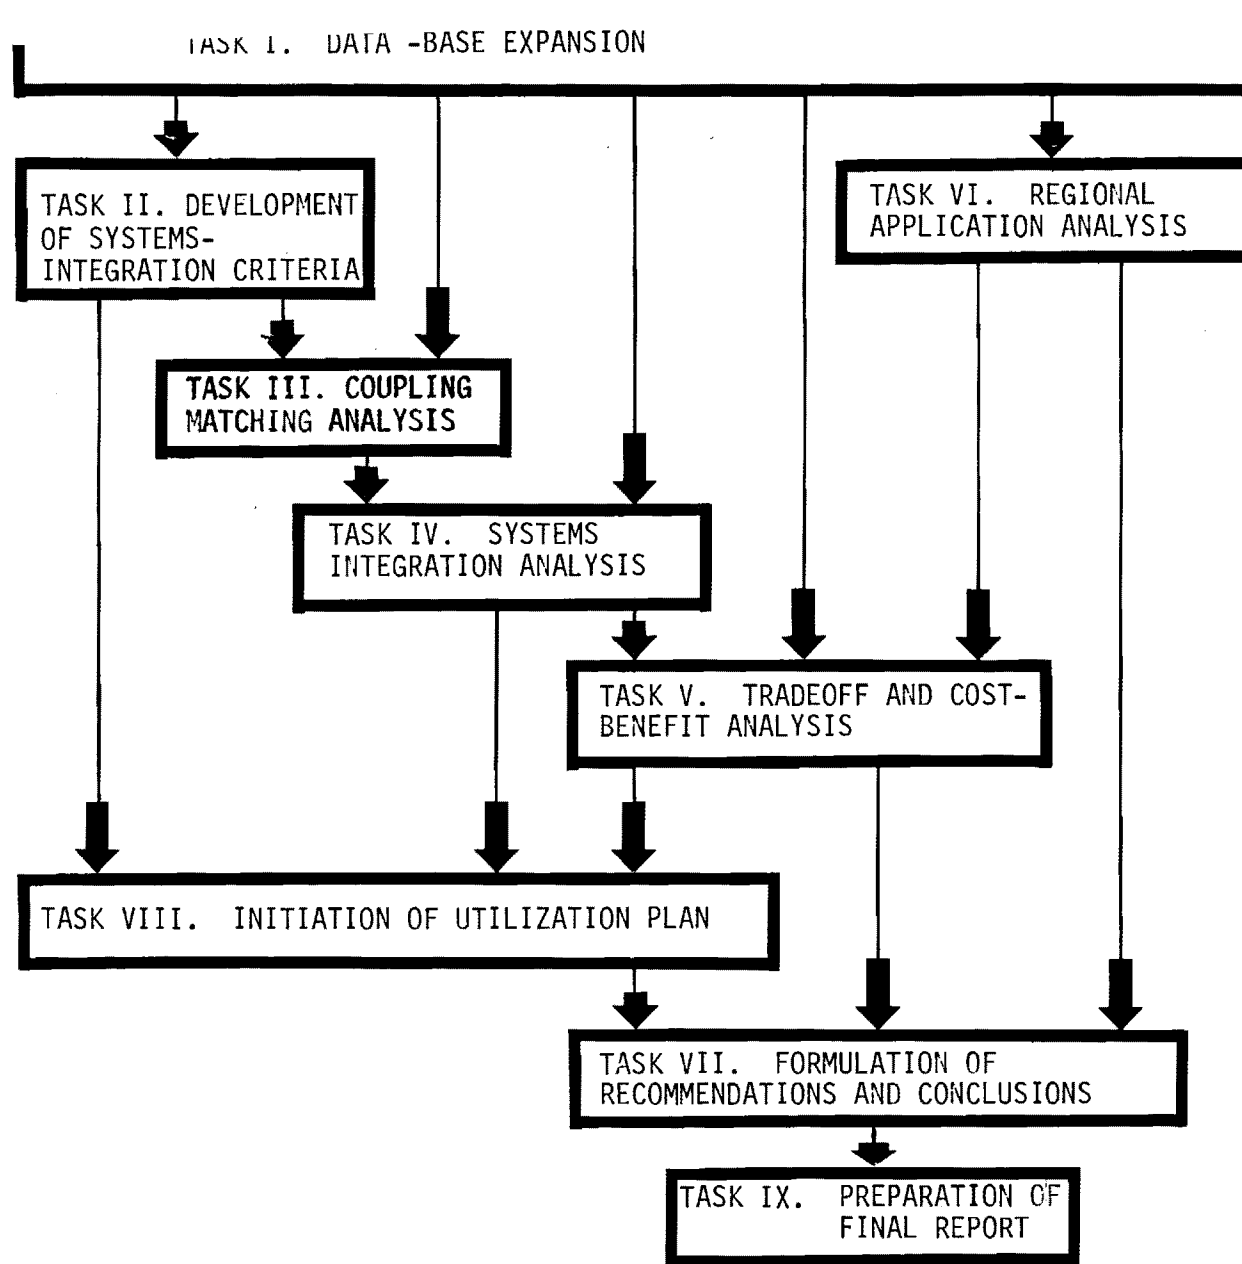 TASK I. DATA -BASE EXPANSION
TASK II. DEVELOPMENT
OF SYSTEMS-
INTEGRATION CRITERIA
TASK VI. REGIONAL
APPLICATION ANALYSIS
TASK III. COUPLING
MATCHING ANALYSIS
TASK IV. SYSTEMS
INTEGRATION ANALYSIS
TASK V. TRADEOFF AND COST-
BENEFIT ANALYSIS
TASK VIII. INITIATION OF UTILIZATION PLAN
TASK VII. FORMULATION OF
RECOMMENDATIONS AND CONCLUSIONS
TASK IX. PREPARATION OF
FINAL REPORT